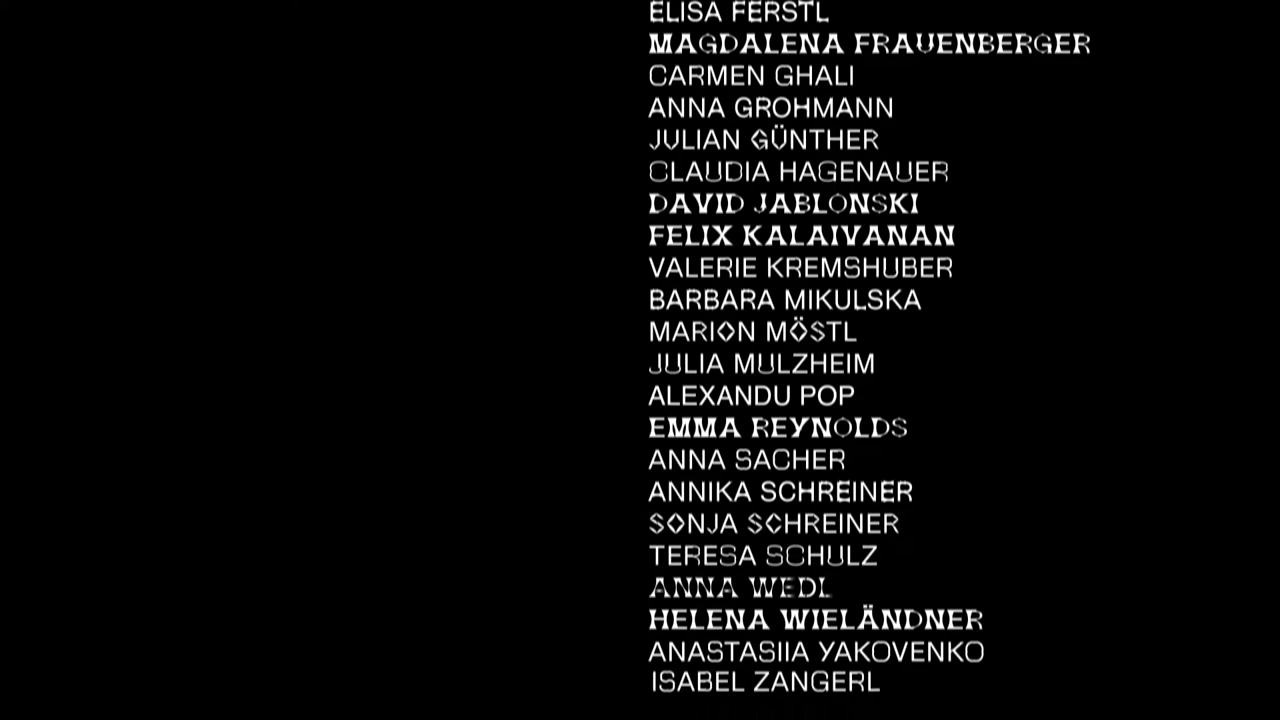 ELISA FERSTL
MAGDALENA FRAUENBERGER
CARMEN GHALI
ANNA GROHMANN
JULIAN GÜNTHER
CLAUDIA HAGENAUER
DAVID JABLONSKI
FELIX KALAIVANAN
VALERIE KREMSHUBER
BARBARA MIKULSKA
MARION MÖSTL
JULIA MULZHEIM
ALEXANDU POP
EMMA REYNOLDS
ANNA SACHER
ANNIKA SCHREINER
SONJA SCHREINER
TERESA SCHULZ
ANNA WEDL
HELENA WIELÄNDNER
ANASTASIIA YAKOVENKO
ISABEL ZANGERL